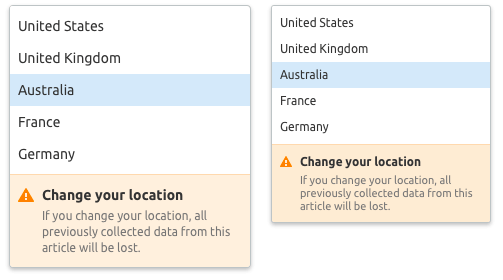 United States
United Kingdom
Australia
France
Germany
Change your location
If you change your location, all
previously collected data from this
article will be lost.
United States
United Kingdom
Australia
France
Germany
Change your location
If you change your location, all
previously collected data from this
article will be lost.